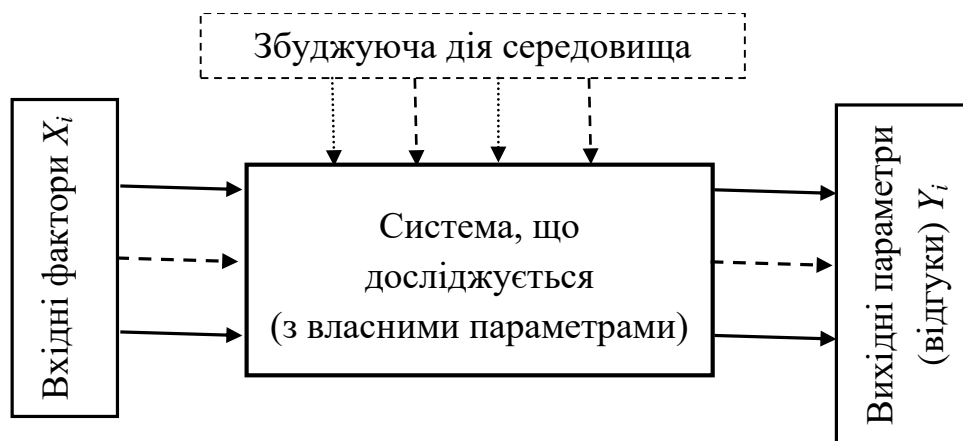 Збуджуюча дія середовища
Вхідні фактори Xi
Система, що
досліджується
(з власними параметрами)
Вихідні параметри
(відгуки) Yi